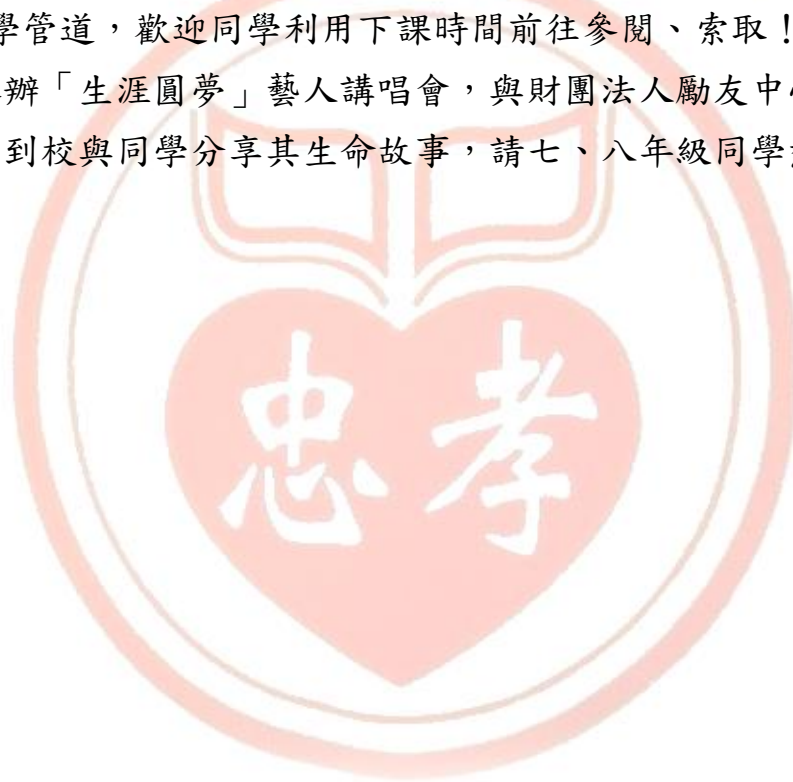 學管道，歡迎同學利用下課時間前往參閱、索取！
辦「生涯圓夢」藝人講唱會，與財團法人勵友中
到校與同學分享其生命故事，請七、八年級同學
忠孝